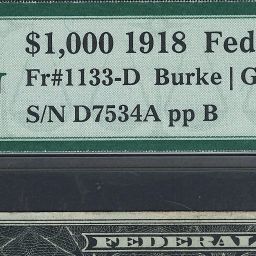 $1,000 1918 Fed
Fr#1133-D Burke | G
S/N D7534A pp B
FEDERAL